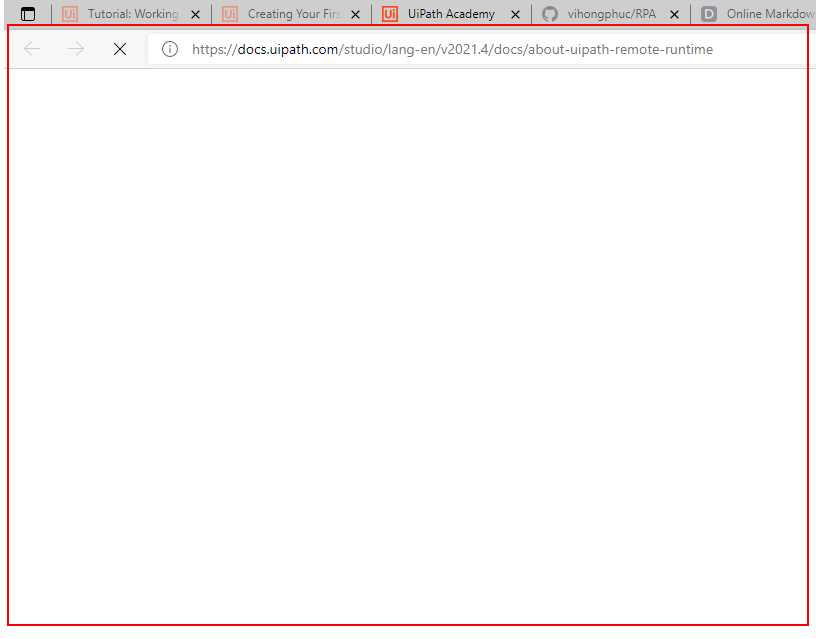 Ui Tutorial: Working Ui Creating Your Firs Ui UiPath Academy vihongphuc/RPA D Online Markdow
https://docs.uipath.com/studio/lang-en/v2021.4/docs/about-uipath-remote-runtime